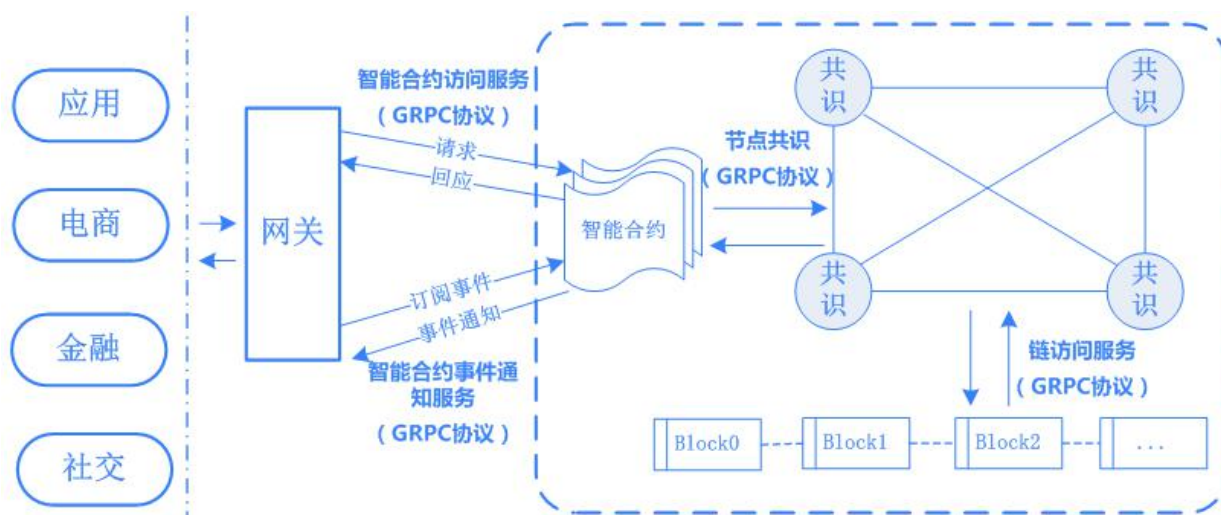 应用
电商
金融
社交
网关
智能合约访问服务
（GRPC协议）
请求
回应
订阅事件
事件通知
智能合约事件通
知服务
（GRPC协议）
智能合约
节点共识
（GRPC协议）
共
识
共
识
共
识
共
识
链访问服务
（GRPC协议）
Block0
Block1
Block2
...